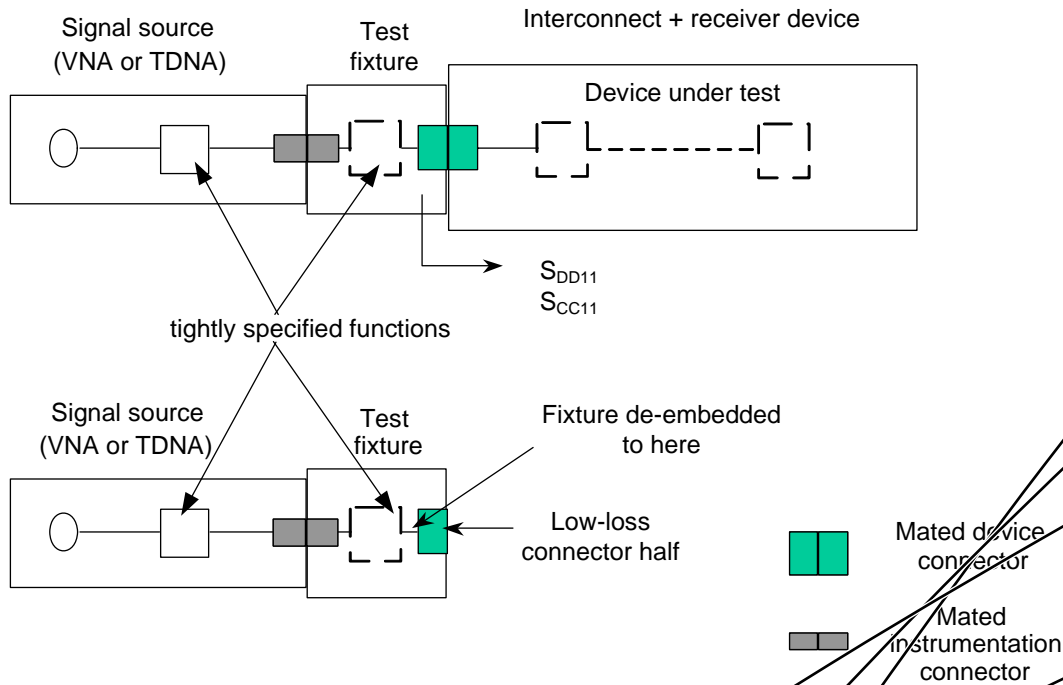 Interconnect + receiver device
Signal source
(VNA or TDNA)
Test
fixture
Device under test
S_DD11
S_CC11
tightly specified functions
Signal source
(VNA or TDNA)
Test
fixture
Fixture de-embedded
to here
Low-loss
connector half
Mated device
connector
Mated
instrumentation
connector